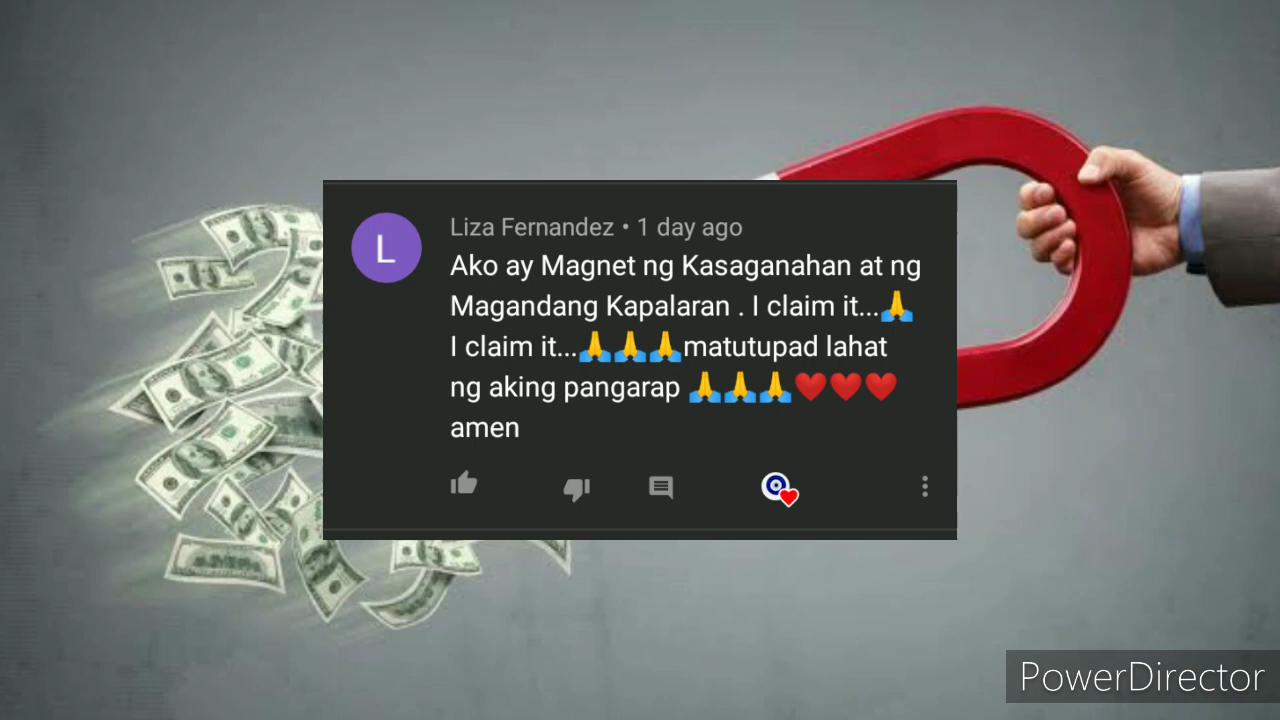 L
Liza Fernandez • 1 day ago
Ako ay Magnet ng Kasaganahan at ng
Magandang Kapalaran . I claim it...🙏
I claim it...🙏🙏🙏matutupad lahat
ng aking pangarap 🙏🙏🙏❤️❤️❤️
amen
PowerDirector